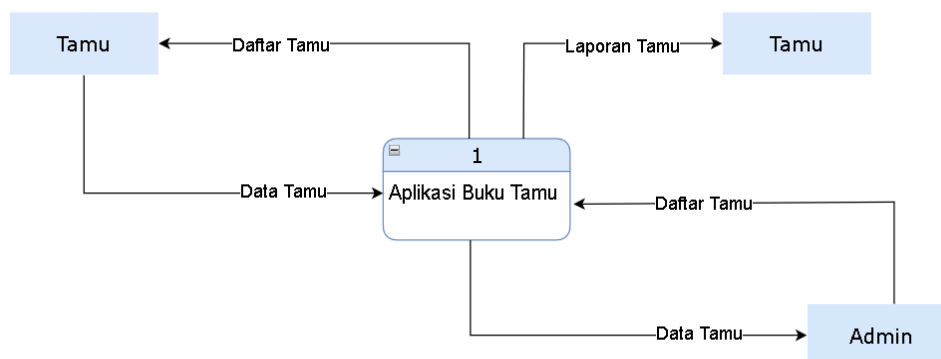 Tamu
Daftar Tamu
Laporan Tamu
Tamu
1
Aplikasi Buku Tamu
Data Tamu
Daftar Tamu
Data Tamu
Admin